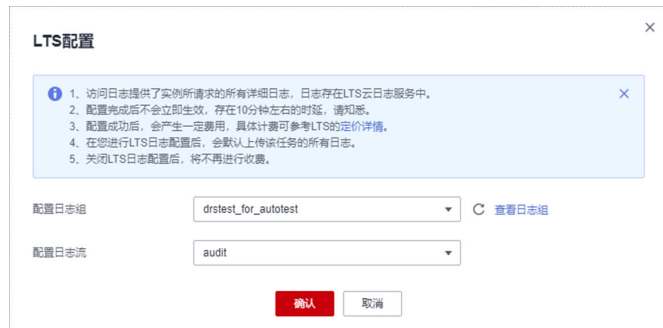 LTS配置
1、访问日志提供了实例所请求的所有详细日志，日志存在LTS云日志服务中。
2、配置完成后不会立即生效，存在10分钟左右的时延，请知悉。
3、配置成功后，会产生一定费用，具体计费可参考LTS的定价详情。
4、在您进行LTS日志配置后，会默认上传该任务的所有日志。
5、关闭LTS日志配置后，将不再进行收费。
配置日志组 drstest_for_autotest 查看日志组
配置日志流 audit
确认 取消